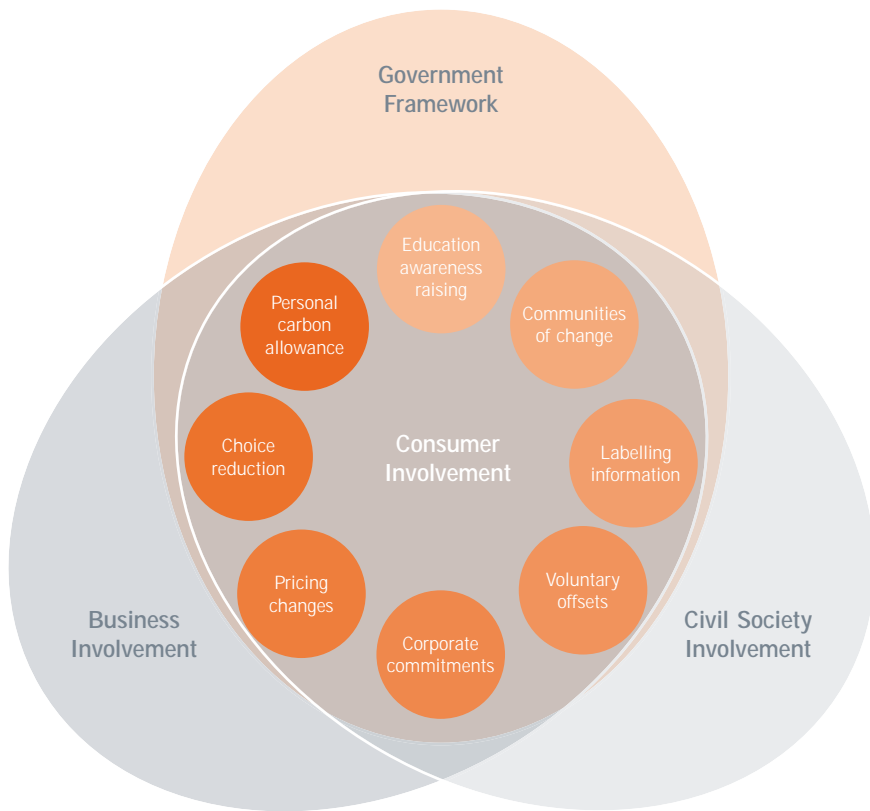 Government
Framework
Education
awareness
raising
Communities
of change
Personal
carbon
allowance
Labelling
information
Choice
reduction
Consumer
Involvement
Voluntary
offsets
Pricing
changes
Corporate
commitments
Business
Involvement
Civil Society
Involvement